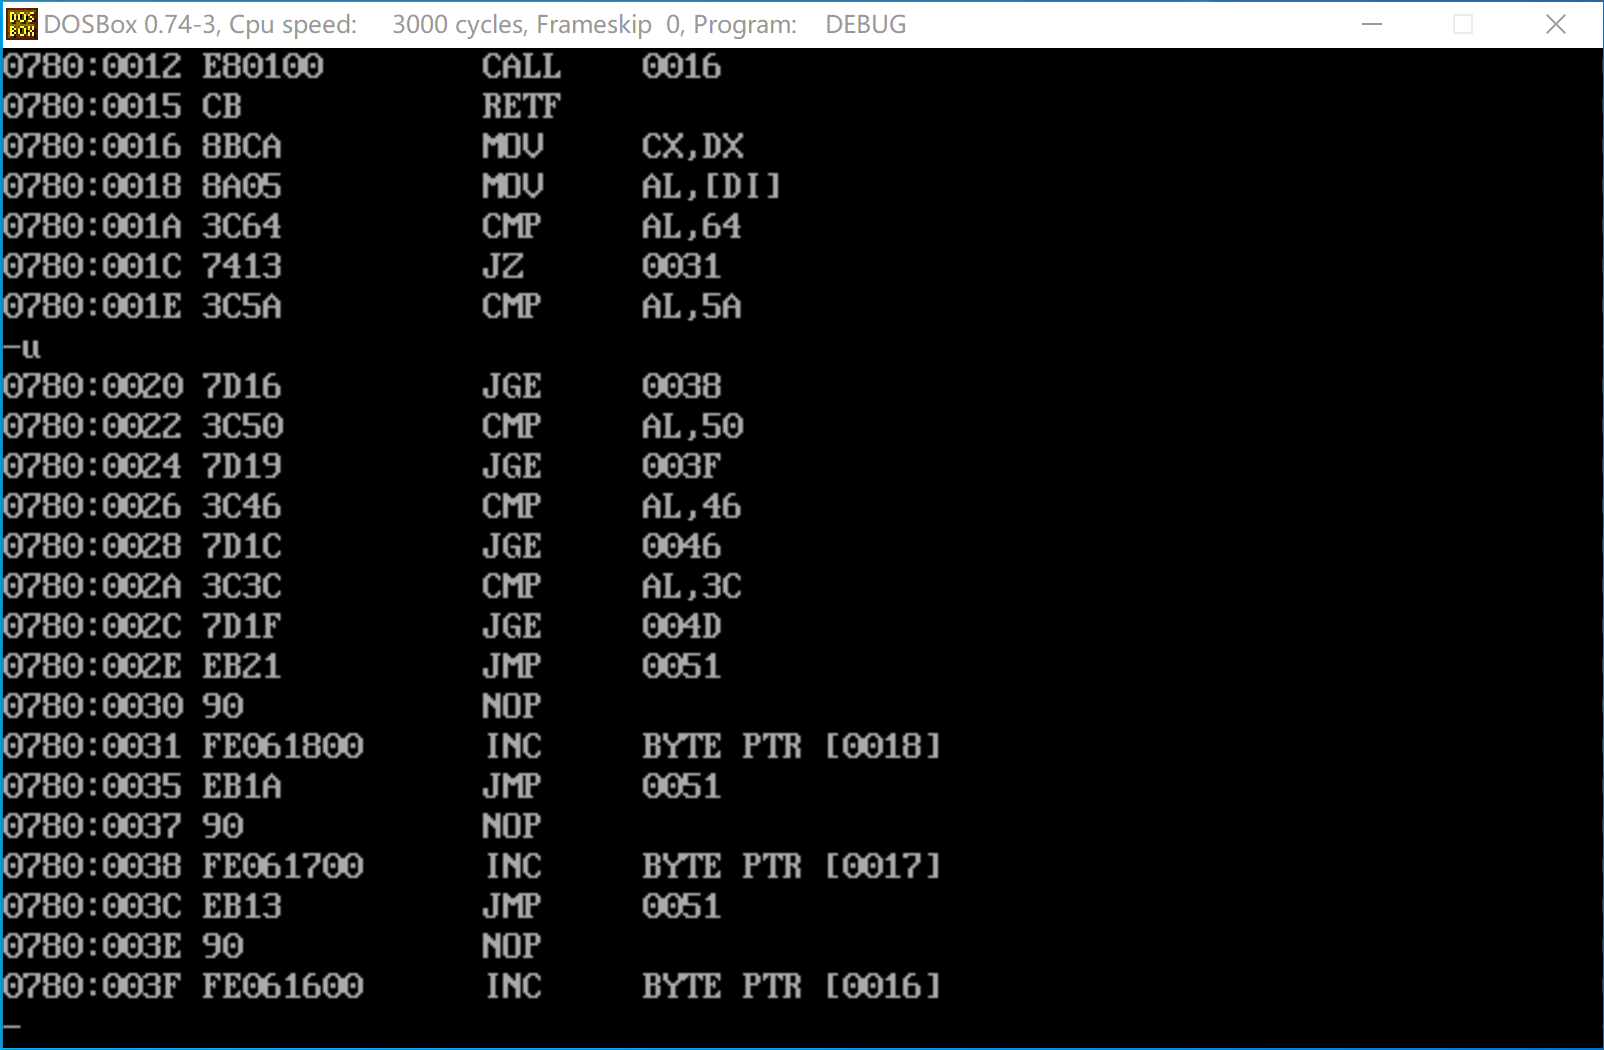 DOS BOX DOSBox 0.74-3, Cpu speed: 3000 cycles, Frameskip 0, Program: DEBUG
0780:0012 E80100 CALL 0016
0780:0015 CB RETF
0780:0016 8BCA MOV CX,DX
0780:0018 8A05 MOV AL,[DI]
0780:001A 3C64 CMP AL,64
0780:001C 7413 JZ 0031
0780:001E 3C5A CMP AL,5A
-u
0780:0020 7D16 JGE 0038
0780:0022 3C50 CMP AL,50
0780:0024 7D19 JGE 003F
0780:0026 3C46 CMP AL,46
0780:0028 7D1C JGE 0046
0780:002A 3C3C CMP AL,3C
0780:002C 7D1F JGE 004D
0780:002E EB21 JMP 0051
0780:0030 90 NOP
0780:0031 FE061800 INC BYTE PTR [0018]
0780:0035 EB1A JMP 0051
0780:0037 90 NOP
0780:0038 FE061700 INC BYTE PTR [0017]
0780:003C EB13 JMP 0051
0780:003E 90 NOP
0780:003F FE061600 INC BYTE PTR [0016]